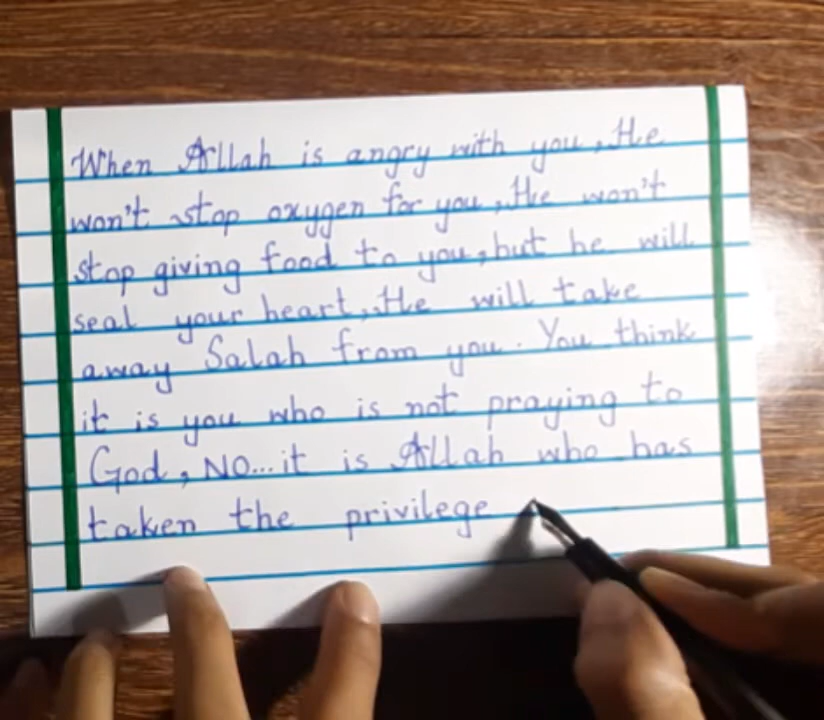 When Allah is angry with you, He
won't stop oxygen for you, He won't
stop giving food to you, but he will
seal your heart, He will take
away Salah from you. You think
it is you who is not praying to
God, NO...it is Allah who has
taken the privilege